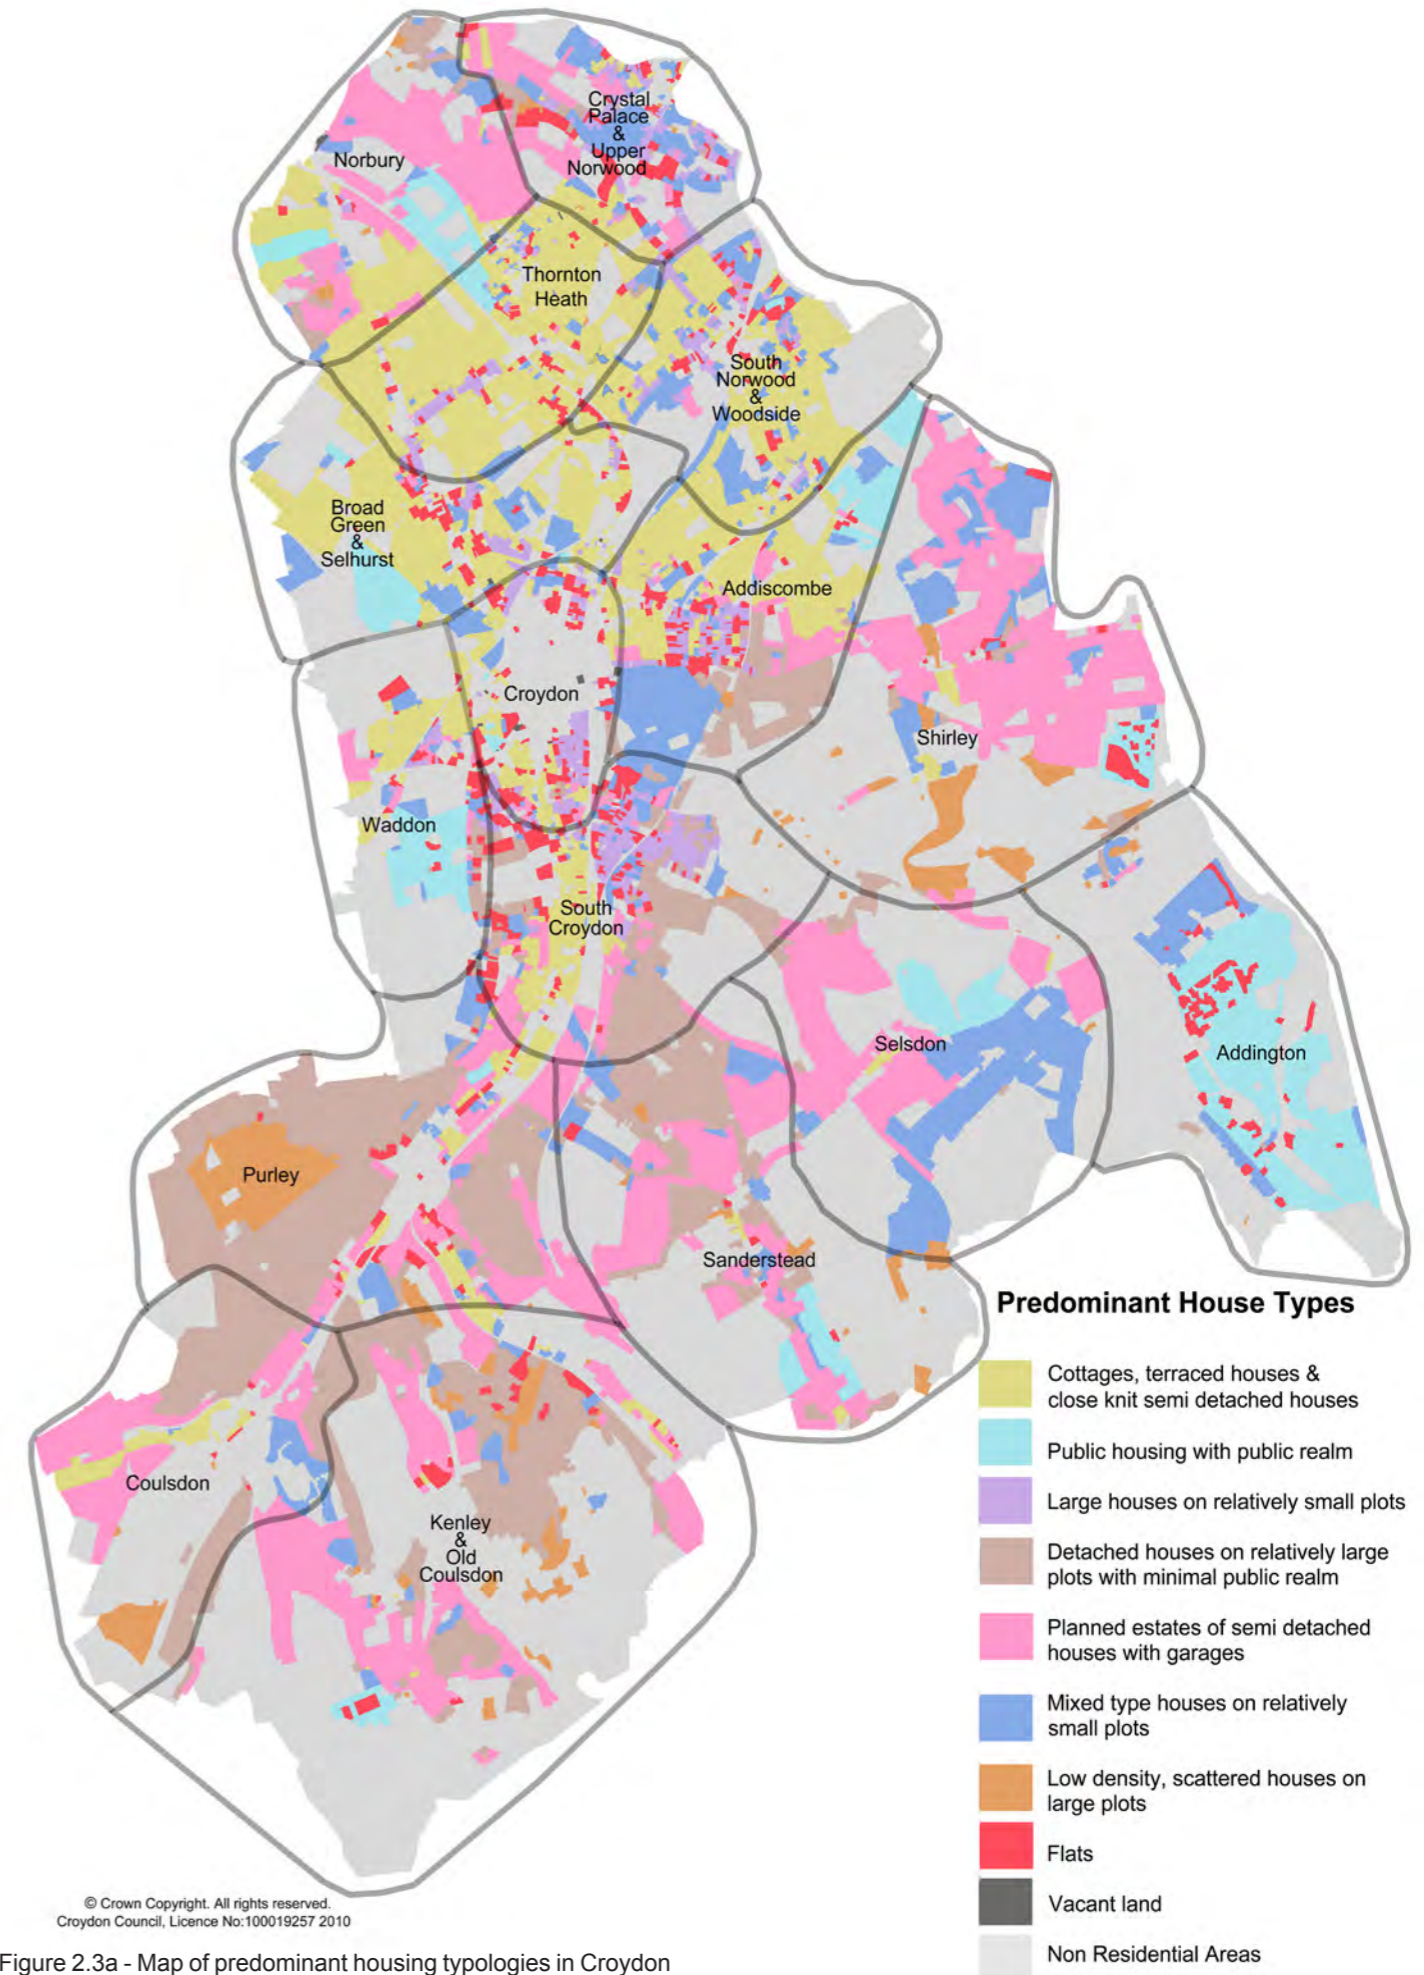 Crystal
Palace
&
Upper
Norwood
Norbury
Thornton
Heath
South
Norwood
&
Woodside
Broad
Green
&
Selhurst
Addiscombe
Croydon
Shirley
Waddon
South
Croydon
Selsdon
Addington
Purley
Sanderstead
Coulsdon
Kenley
&
Old
Coulsdon
Predominant House Types
Cottages, terraced houses &
close knit semi detached houses
Public housing with public realm
Large houses on relatively small plots
Detached houses on relatively large
plots with minimal public realm
Planned estates of semi detached
houses with garages
Mixed type houses on relatively
small plots
Low density, scattered houses on
large plots
Flats
Vacant land
Non Residential Areas
© Crown Copyright. All rights reserved.
Croydon Council, Licence No:100019257 2010
Figure 2.3a - Map of predominant housing typologies in Croydon